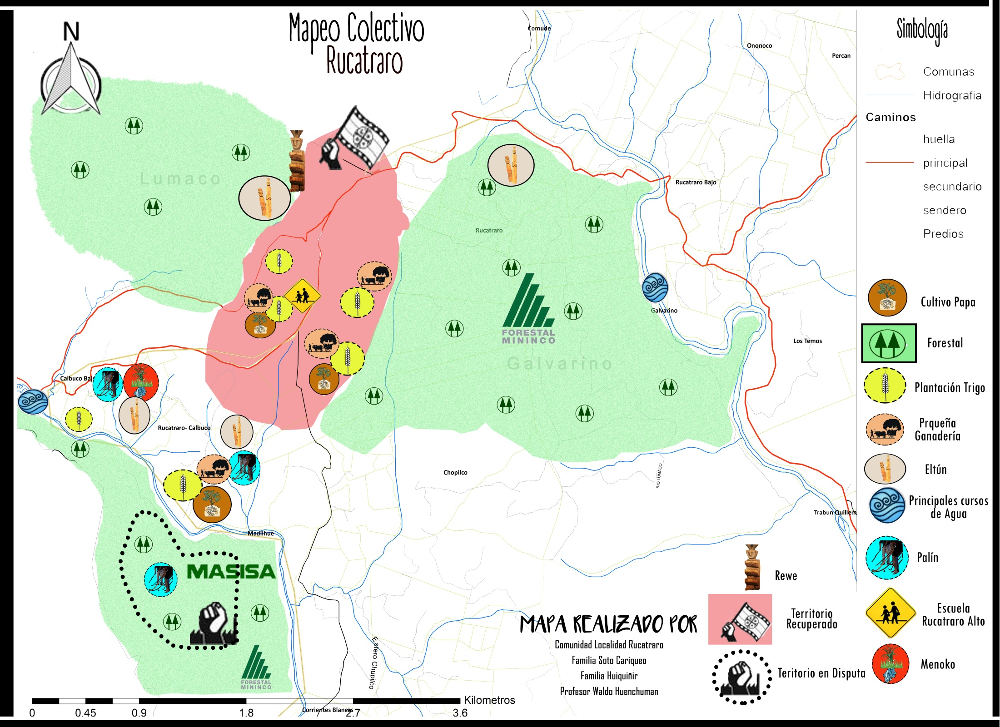 Mapeo Colectivo
Rucatraro
N
Comude
Ononoco
Percan
Lumaco
Rucatraro Bajo
Rucatraro
Galvarino
FORESTAL
MININCO
Galvarino
Los Temos
Calbuco Baj
Rucatraro- Calbuco
Chopilco
RIO LUMACO
Trabun Quillem
Madilhue
MASISA
FORESTAL
MININCO
Estero Chupilco
Corrientes Blancas
0 0.45 0.9 1.8 2.7 3.6
Kilometros
MAPA REALIZADO POR
Comunidad Localidad Rucatraro
Familia Soto Cariqueo
Familia Huiquiñir
Profesor Waldo Huenchuman
Simbología
Comunas
Hidrografia
Caminos
huella
principal
secundario
sendero
Predios
Cultivo Papa
Forestal
Plantación Trigo
Prqueña
Ganadería
Eltún
Principales cursos
de Agua
Palín
Rewe
Territorio
Recuperado
Escuela
Rucatraro Alto
Teritorio en Disputa
Menoko